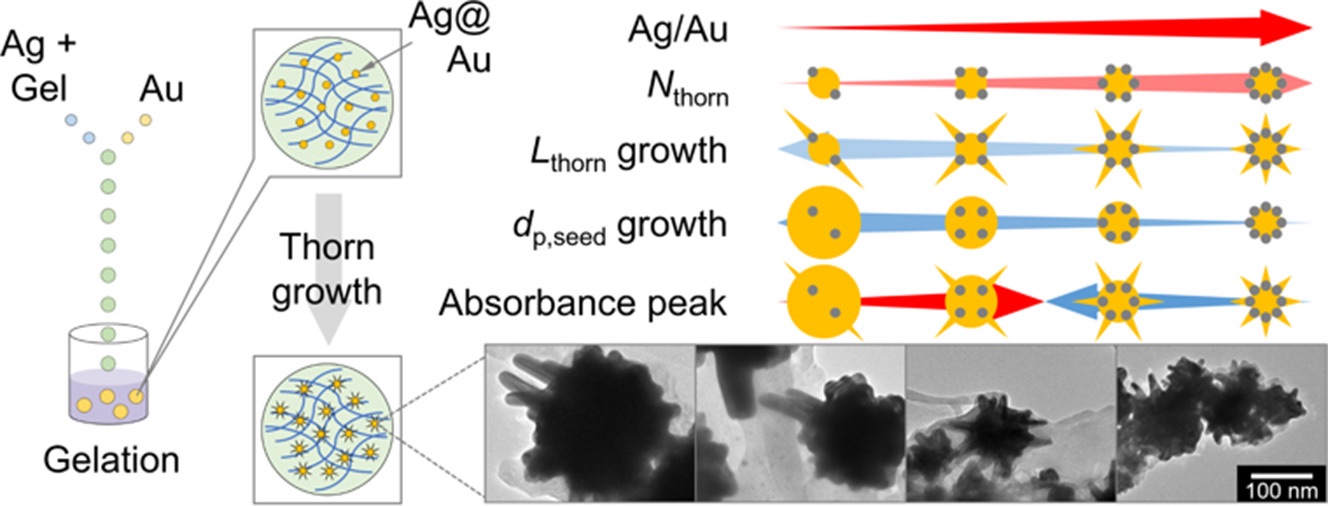 Ag +
Gel
Au
Ag@
Au
Thorn
growth
Gelation
Ag/Au
Nthorn
Lthorn growth
dp,seed growth
Absorbance peak
100 nm